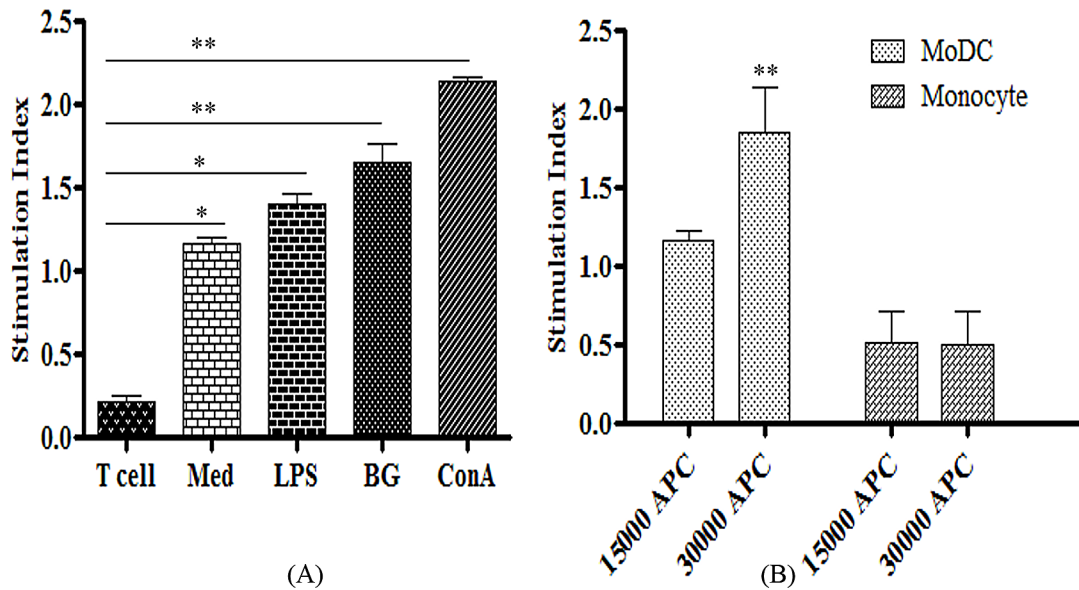 Stimulation Index
2.5
2.0
1.5
1.0
0.5
0.0
**
**
*
*
T cell
Med
LPS
BG
ConA
(A)
Stimulation Index
2.5
2.0
1.5
1.0
0.5
0.0
**
MoDC
Monocyte
15000 APC
30000 APC
15000 APC
30000 APC
(B)